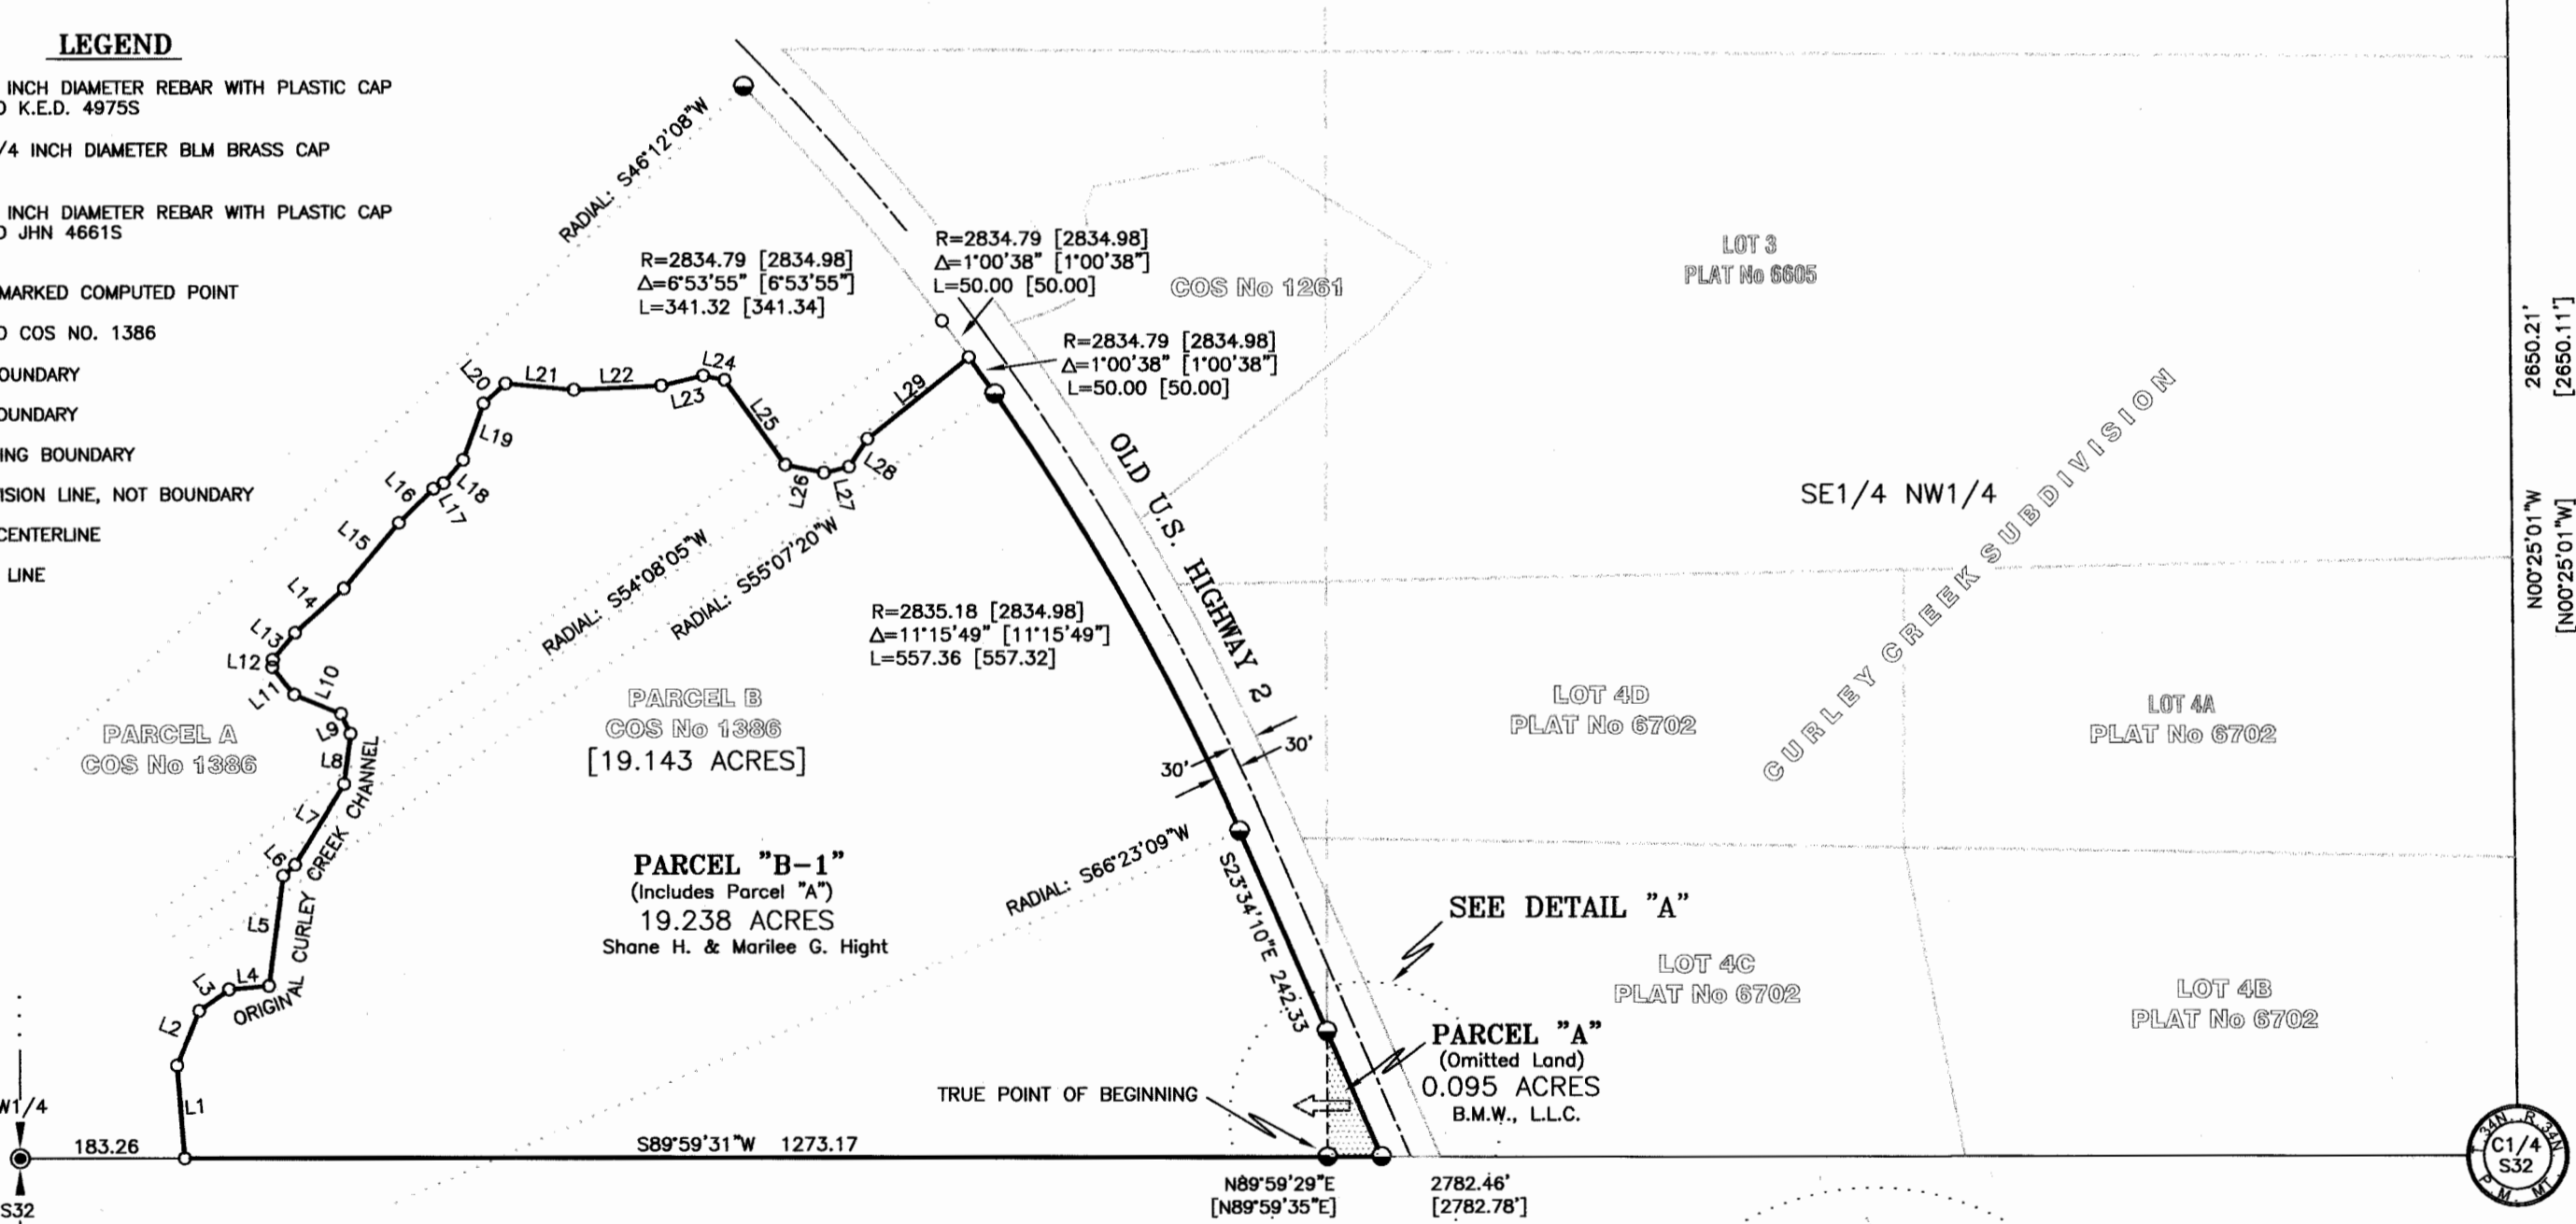 LEGEND
INCH DIAMETER REBAR WITH PLASTIC CAP
D K.E.D. 4975S
/4 INCH DIAMETER BLM BRASS CAP
INCH DIAMETER REBAR WITH PLASTIC CAP
D JHN 4661S
MARKED COMPUTED POINT
D COS NO. 1386
OUNDARY
OUNDARY
ING BOUNDARY
ISION LINE, NOT BOUNDARY
CENTERLINE
LINE
RADIAL: S46°12'08"W
R=2834.79 [2834.98]
Δ=6°53'55" [6°53'55"]
L=341.32 [341.34]
R=2834.79 [2834.98]
Δ=1°00'38" [1°00'38"]
L=50.00 [50.00]
COS No 1261
R=2834.79 [2834.98]
Δ=1°00'38" [1°00'38"]
L=50.00 [50.00]
LOT 3
PLAT No 6605
2650.21'
[2650.11']
N00°25'01"W
[N00°25'01"W]
SE1/4 NW1/4
CURLEY CREEK SUBDIVISION
OLD U.S. HIGHWAY 2
L20
L21
L22
L23
L24
L25
L26
L27
L28
L29
L19
L18
L17
L16
L15
L14
L13
L12
L11
L10
L9
L8
L7
L6
L5
L4
L3
L2
L1
RADIAL: S54°08'05"W
RADIAL: S55°07'20"W
R=2835.18 [2834.98]
Δ=11°15'49" [11°15'49"]
L=557.36 [557.32]
PARCEL A
COS No 1386
PARCEL B
COS No 1386
[19.143 ACRES]
ORIGINAL CURLEY CREEK CHANNEL
PARCEL "B-1"
(Includes Parcel "A")
19.238 ACRES
Shane H. & Marilee G. Hight
30'
30'
RADIAL: S66°23'09"W
S23°34'10"E 242.33
LOT 4D
PLAT No 6702
LOT 4A
PLAT No 6702
SEE DETAIL "A"
LOT 4C
PLAT No 6702
LOT 4B
PLAT No 6702
PARCEL "A"
(Omitted Land)
0.095 ACRES
B.M.W., L.L.C.
TRUE POINT OF BEGINNING
W1/4
S32
183.26
S89°59'31"W 1273.17
N89°59'29"E
[N89°59'35"E]
2782.46'
[2782.78']
T. 34N. R. 34N
C1/4
S32
P. M. MT.